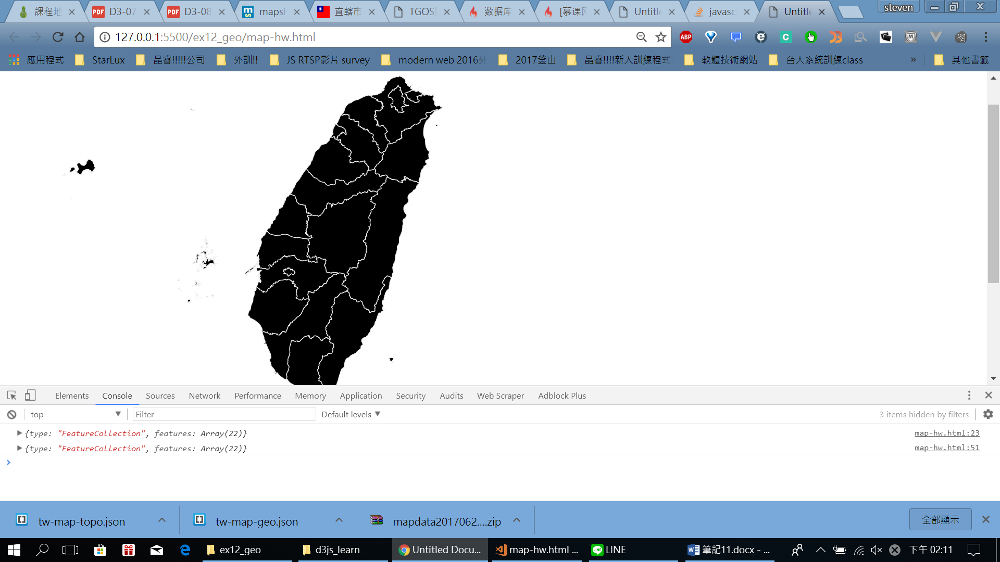 課程地
D3-07
D3-08
mapsh
直轄市
TGOS
数据库
[慕课网
Untitle
javasc
Untitle
steven
127.0.0.1:5500/ex12_geo/map-hw.html
應用程式
StarLux
晶睿!!!!!公司
外訓!!
JS RTSP影片 survey
modern web 2016外
2017釜山
晶睿!!!!新人訓練程式
軟體技術網站
台大系統訓練class
»
其他書籤
Elements
Console
Sources
Network
Performance
Memory
Application
Security
Audits
Web Scraper
Adblock Plus
top
Filter
Default levels
3 items hidden by filters
{type: "FeatureCollection", features: Array(22)}
map-hw.html:23
{type: "FeatureCollection", features: Array(22)}
map-hw.html:51
tw-map-topo.json
tw-map-geo.json
mapdata2017062....zip
全部顯示
ex12_geo
d3js_learn
Untitled Docu...
map-hw.html ...
LINE
筆記11.docx - ...
下午 02:11